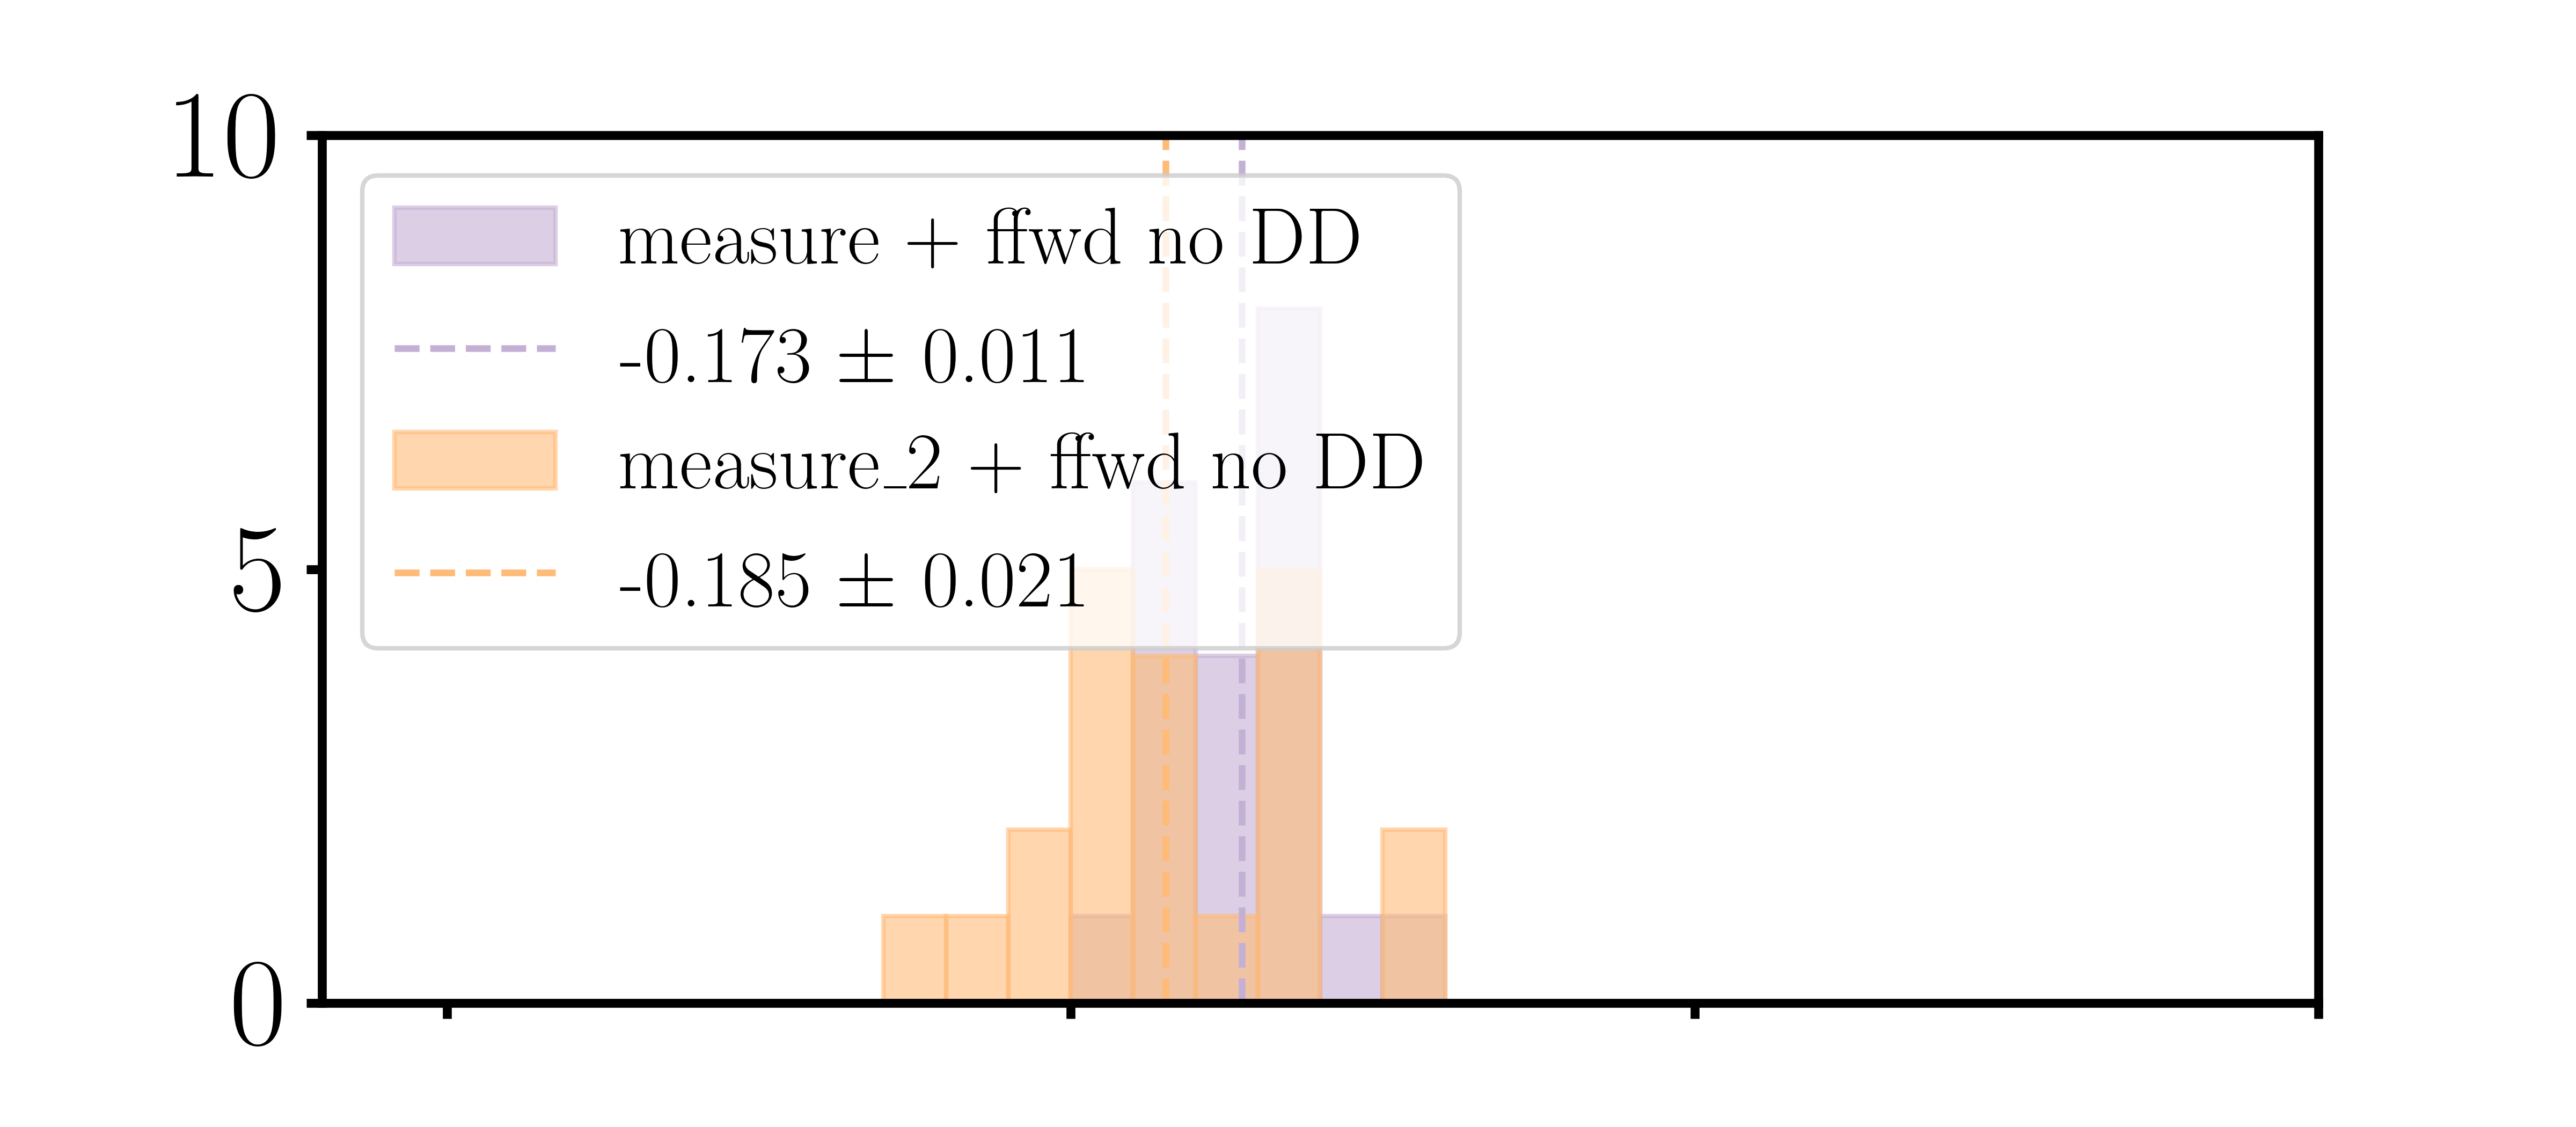 10
measure + ffwd no DD
-0.173 ± 0.011
measure_2 + ffwd no DD
-0.185 ± 0.021
5
0